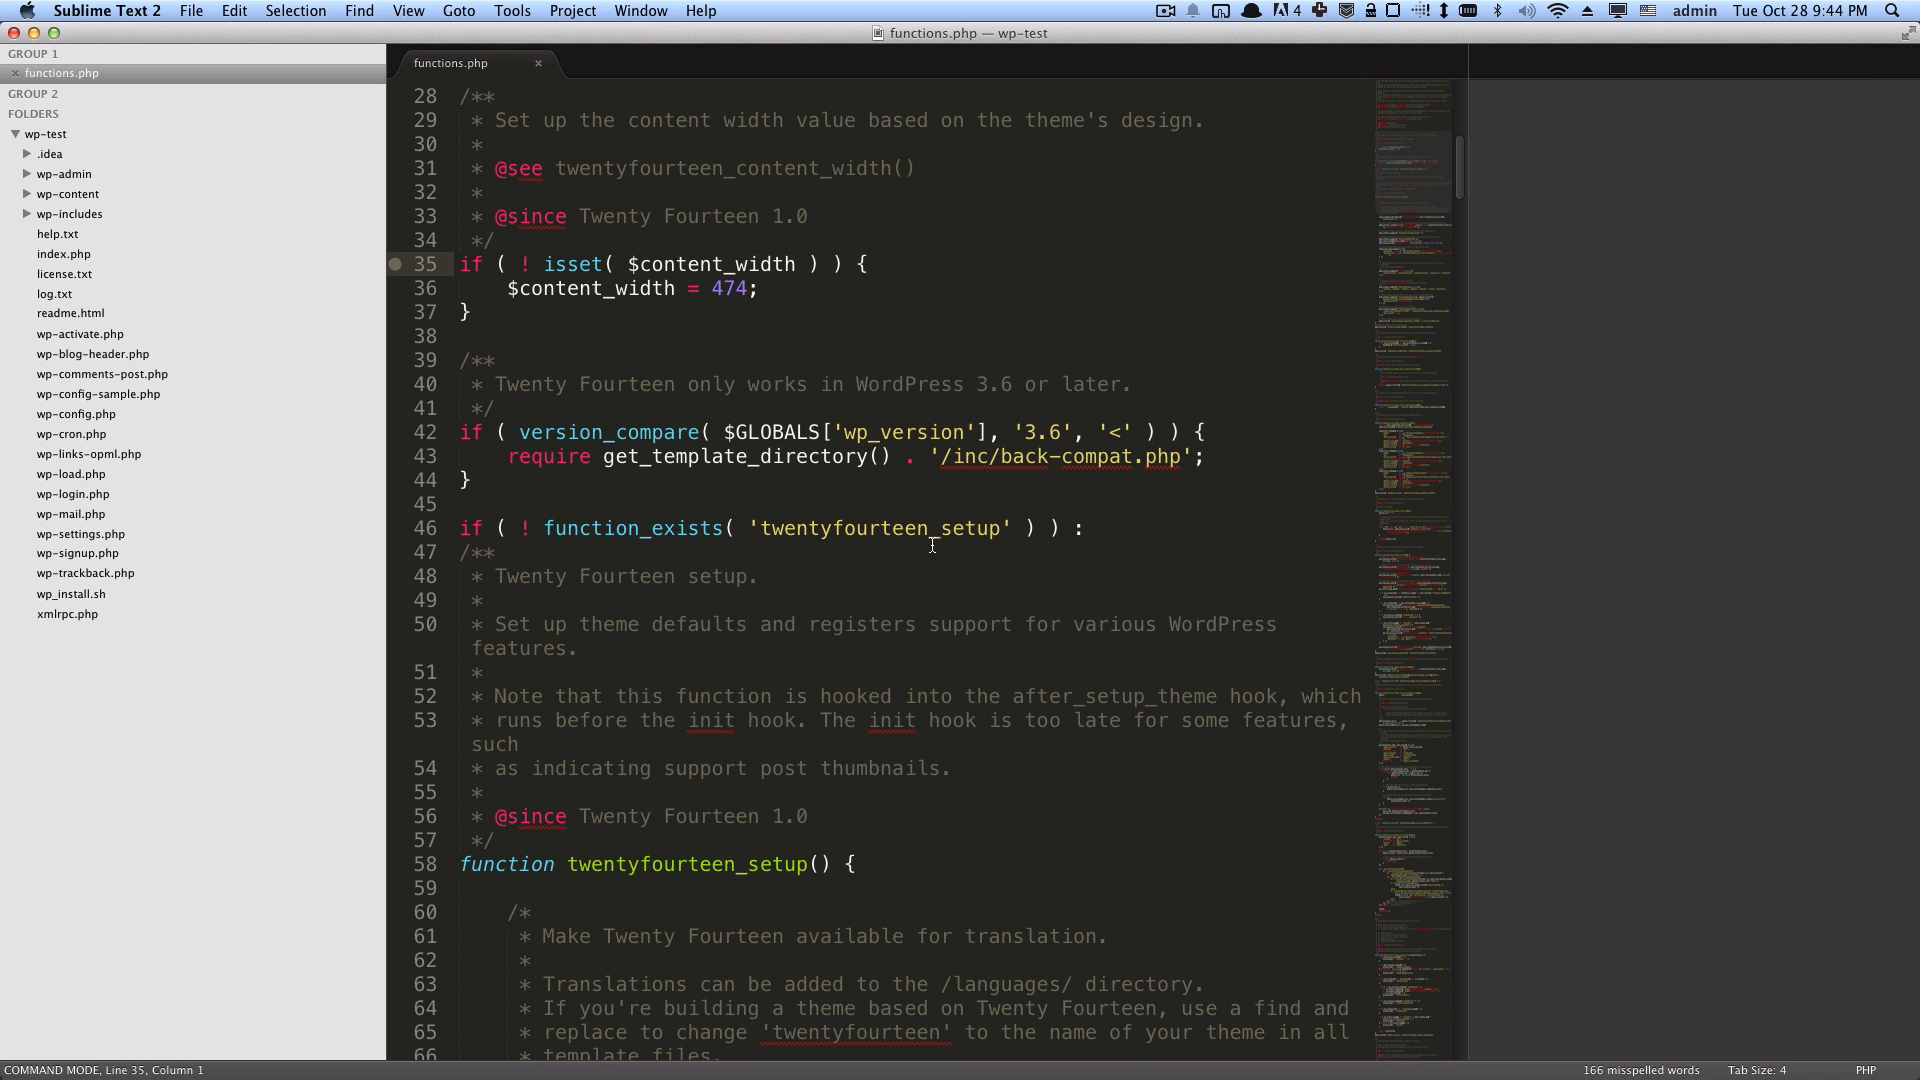 Sublime Text 2 File Edit Selection Find View Goto Tools Project Window Help 4 admin Tue Oct 28 9:44 PM
functions.php — wp-test
GROUP 1
functions.php
GROUP 2
FOLDERS
wp-test
.idea
wp-admin
wp-content
wp-includes
help.txt
index.php
license.txt
log.txt
readme.html
wp-activate.php
wp-blog-header.php
wp-comments-post.php
wp-config-sample.php
wp-config.php
wp-cron.php
wp-links-opml.php
wp-load.php
wp-login.php
wp-mail.php
wp-settings.php
wp-signup.php
wp-trackback.php
wp_install.sh
xmlrpc.php
functions.php
28 /**
29  * Set up the content width value based on the theme's design.
30  *
31  * @see twentyfourteen_content_width()
32  *
33  * @since Twenty Fourteen 1.0
34  */
35 if ( ! isset( $content_width ) ) {
36     $content_width = 474;
37 }
38
39 /**
40  * Twenty Fourteen only works in WordPress 3.6 or later.
41  */
42 if ( version_compare( $GLOBALS['wp_version'], '3.6', '<' ) ) {
43     require get_template_directory() . '/inc/back-compat.php';
44 }
45
46 if ( ! function_exists( 'twentyfourteen_setup' ) ) :
47 /**
48  * Twenty Fourteen setup.
49  *
50  * Set up theme defaults and registers support for various WordPress
features.
51  *
52  * Note that this function is hooked into the after_setup_theme hook, which
53  * runs before the init hook. The init hook is too late for some features,
such
54  * as indicating support post thumbnails.
55  *
56  * @since Twenty Fourteen 1.0
57  */
58 function twentyfourteen_setup() {
59
60     /*
61      * Make Twenty Fourteen available for translation.
62      *
63      * Translations can be added to the /languages/ directory.
64      * If you're building a theme based on Twenty Fourteen, use a find and
65      * replace to change 'twentyfourteen' to the name of your theme in all
66      * template files.
COMMAND MODE, Line 35, Column 1 166 misspelled words Tab Size: 4 PHP